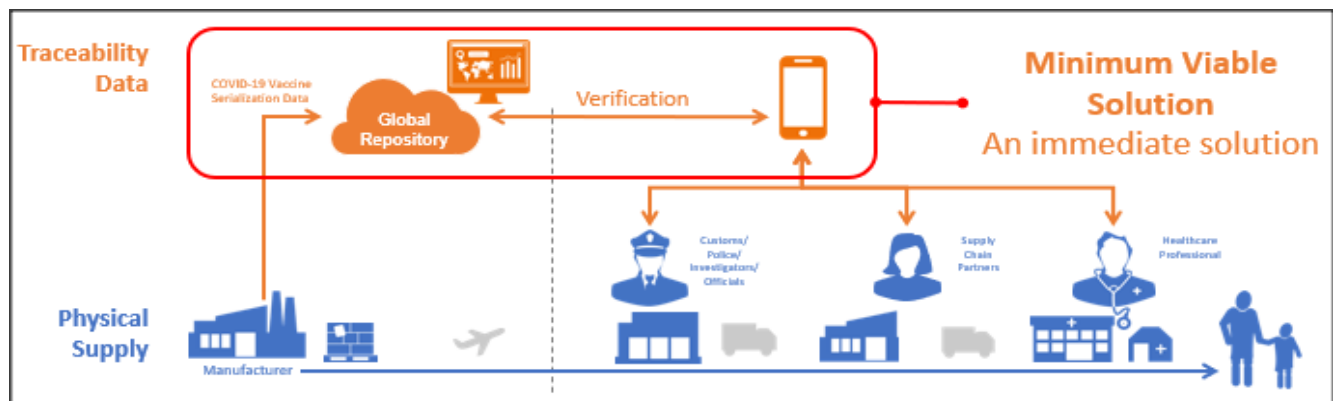 Traceability
Data
COVID-19 Vaccine
Serialization Data
Global
Repository
Verification
Minimum Viable
Solution
An immediate solution
Customs/
Police/
Investigators/
Officials
Supply
Chain
Partners
Healthcare
Professional
Physical
Supply
Manufacturer